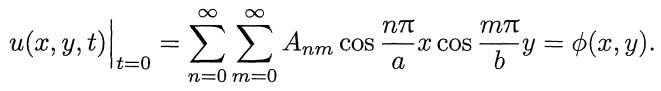 u(x, y, t)|_{t=0} = \sum_{n=0}^{\infty} \sum_{m=0}^{\infty} A_{nm} \cos \frac{n\pi}{a} x \cos \frac{m\pi}{b} y = \phi(x, y).